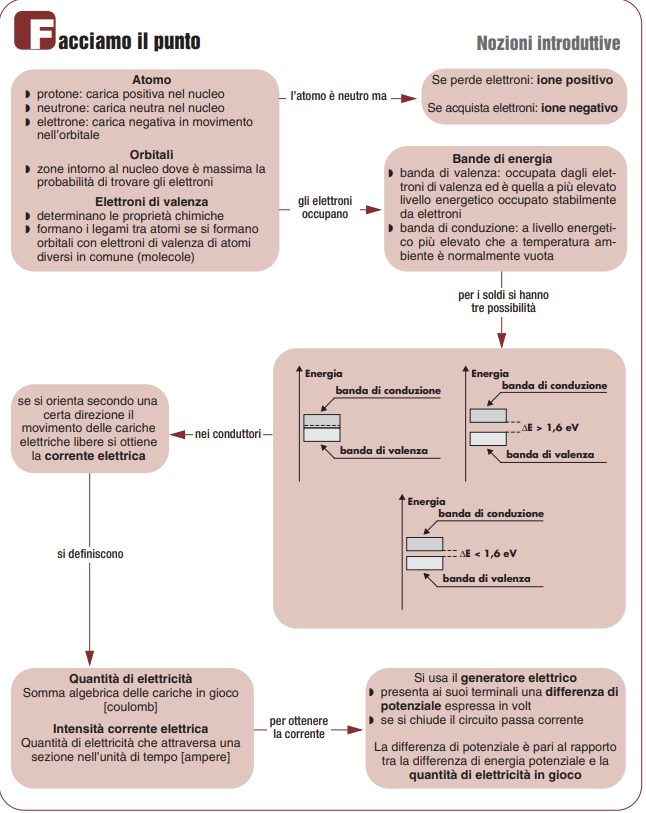 Facciamo il punto
Nozioni introduttive
Atomo
◗ protone: carica positiva nel nucleo
◗ neutrone: carica neutra nel nucleo
◗ elettrone: carica negativa in movimento
nell'orbitale
Orbitali
◗ zone intorno al nucleo dove è massima la
probabilità di trovare gli elettroni
Elettroni di valenza
◗ determinano le proprietà chimiche
◗ formano i legami tra atomi se si formano
orbitali con elettroni di valenza di atomi
diversi in comune (molecole)
l'atomo è neutro ma
Se perde elettroni: ione positivo
Se acquista elettroni: ione negativo
gli elettroni
occupano
Bande di energia
◗ banda di valenza: occupata dagli elet-
troni di valenza ed è quella a più elevato
livello energetico occupato stabilmente
da elettroni
◗ banda di conduzione: a livello energeti-
co più elevato che a temperatura am-
biente è normalmente vuota
per i soldi si hanno
tre possibilità
Energia
banda di conduzione
banda di valenza
Energia
banda di conduzione
ΔE > 1,6 eV
banda di valenza
Energia
banda di conduzione
ΔE < 1,6 eV
banda di valenza
nei conduttori
se si orienta secondo una
certa direzione il
movimento delle cariche
elettriche libere si ottiene
la corrente elettrica
si definiscono
Quantità di elettricità
Somma algebrica delle cariche in gioco
[coulomb]
Intensità corrente elettrica
Quantità di elettricità che attraversa una
sezione nell'unità di tempo [ampere]
per ottenere
la corrente
Si usa il generatore elettrico
◗ presenta ai suoi terminali una differenza di
potenziale espressa in volt
◗ se si chiude il circuito passa corrente
La differenza di potenziale è pari al rapporto
tra la differenza di energia potenziale e la
quantità di elettricità in gioco